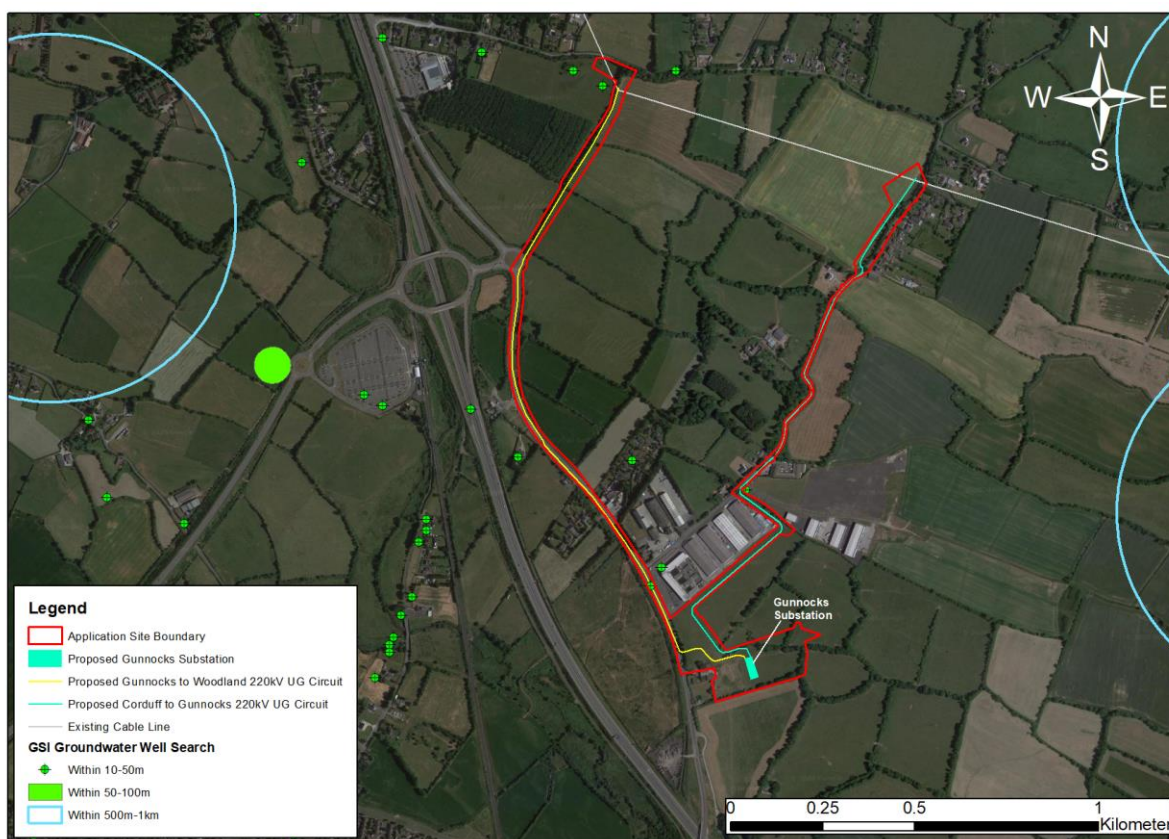 N
W E
S
Gunnocks
Substation
Legend
Application Site Boundary
Proposed Gunnocks Substation
Proposed Gunnocks to Woodland 220kV UG Circuit
Proposed Corduff to Gunnocks 220kV UG Circuit
Existing Cable Line
GSI Groundwater Well Search
Within 10-50m
Within 50-100m
Within 500m-1km
0 0.25 0.5 1
Kilometer